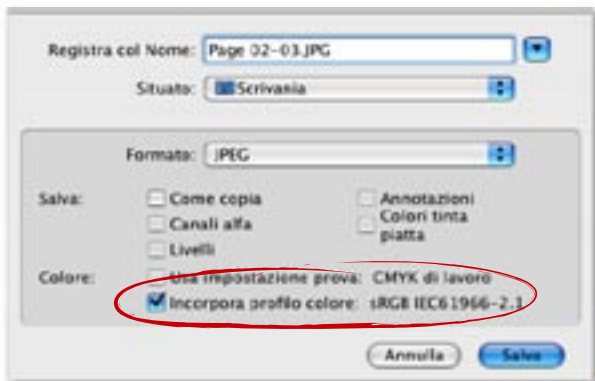 Registra col Nome: Page 02-03.JPG
Situato: Scrivania
Formato: JPEG
Salva: Come copia Annotazioni
Canali alfa Colori tinta piatta
Livelli
Colore: Usa impostazione prova: CMYK di lavoro
Incorpora profilo colore: sRGB IEC61966-2.1
Annulla Salva